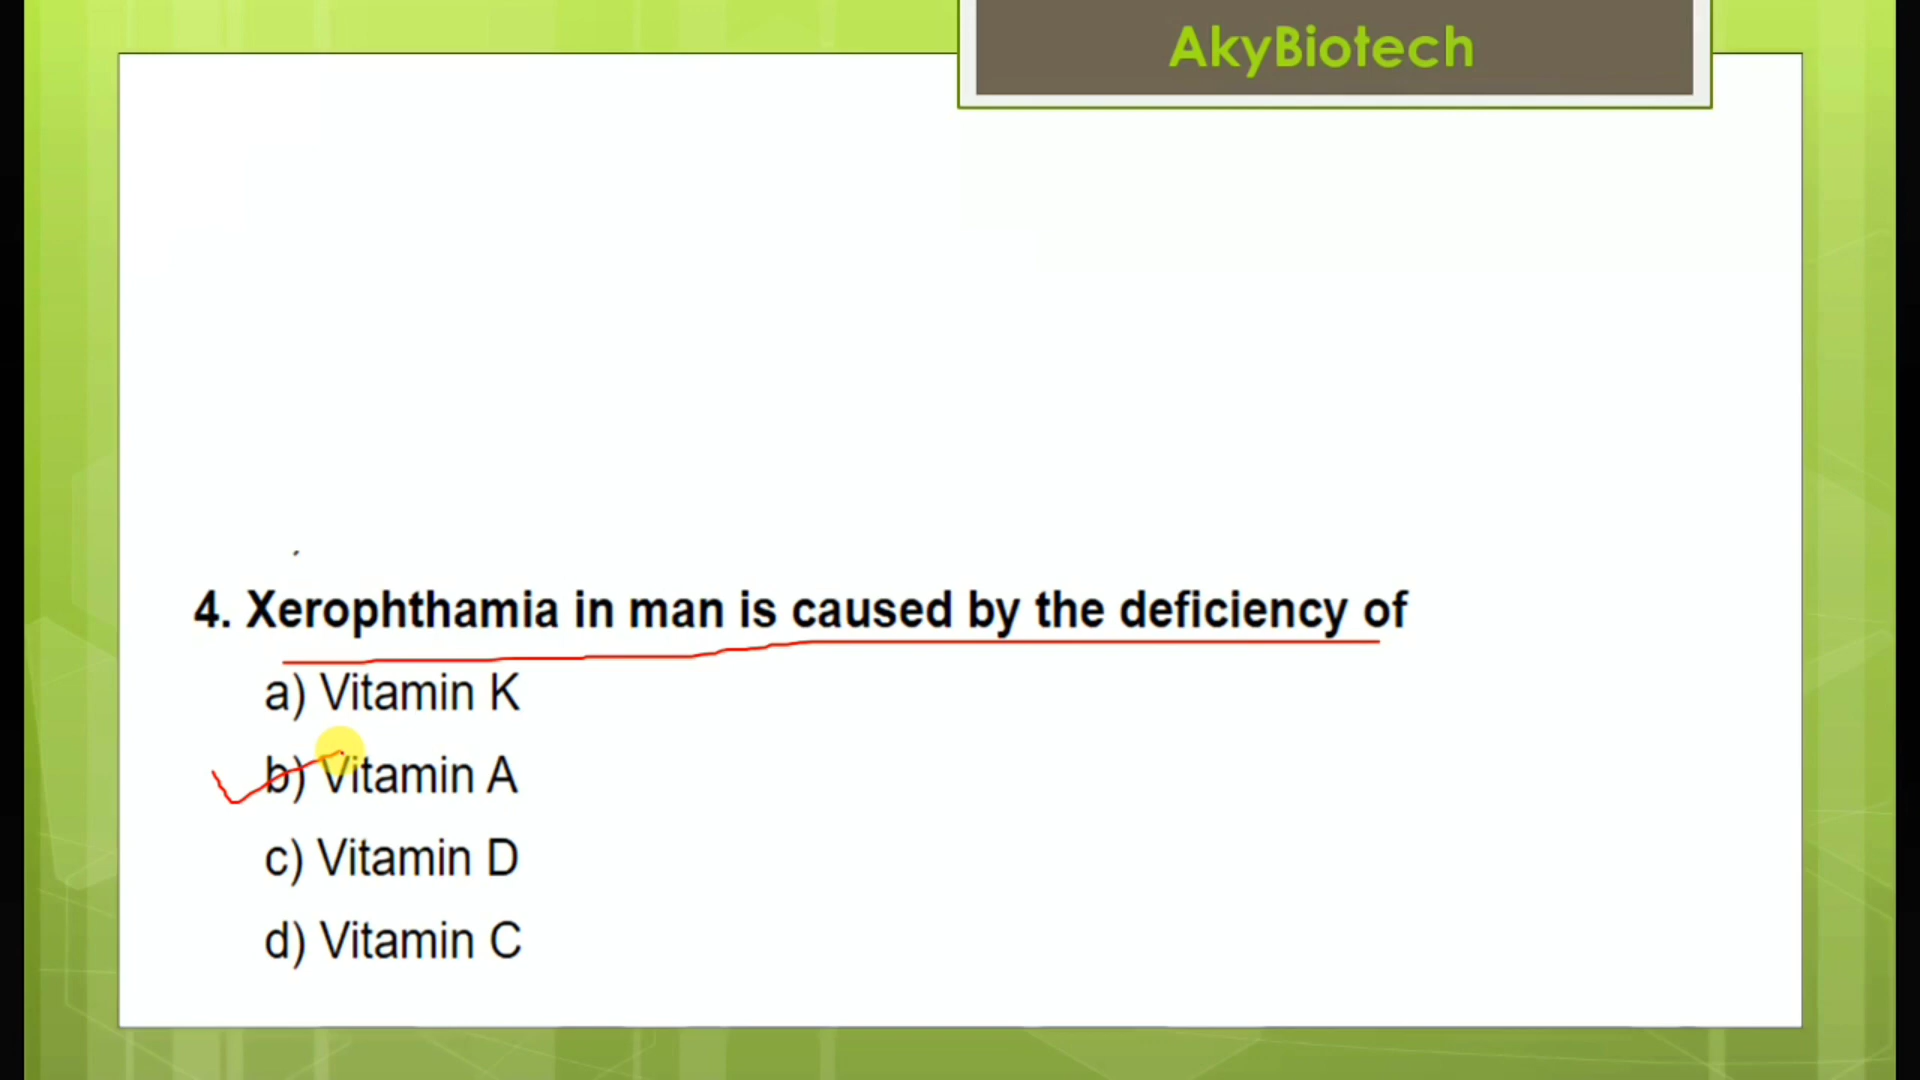 AkyBiotech
4. Xerophthamia in man is caused by the deficiency of
a) Vitamin K
b) Vitamin A
c) Vitamin D
d) Vitamin C